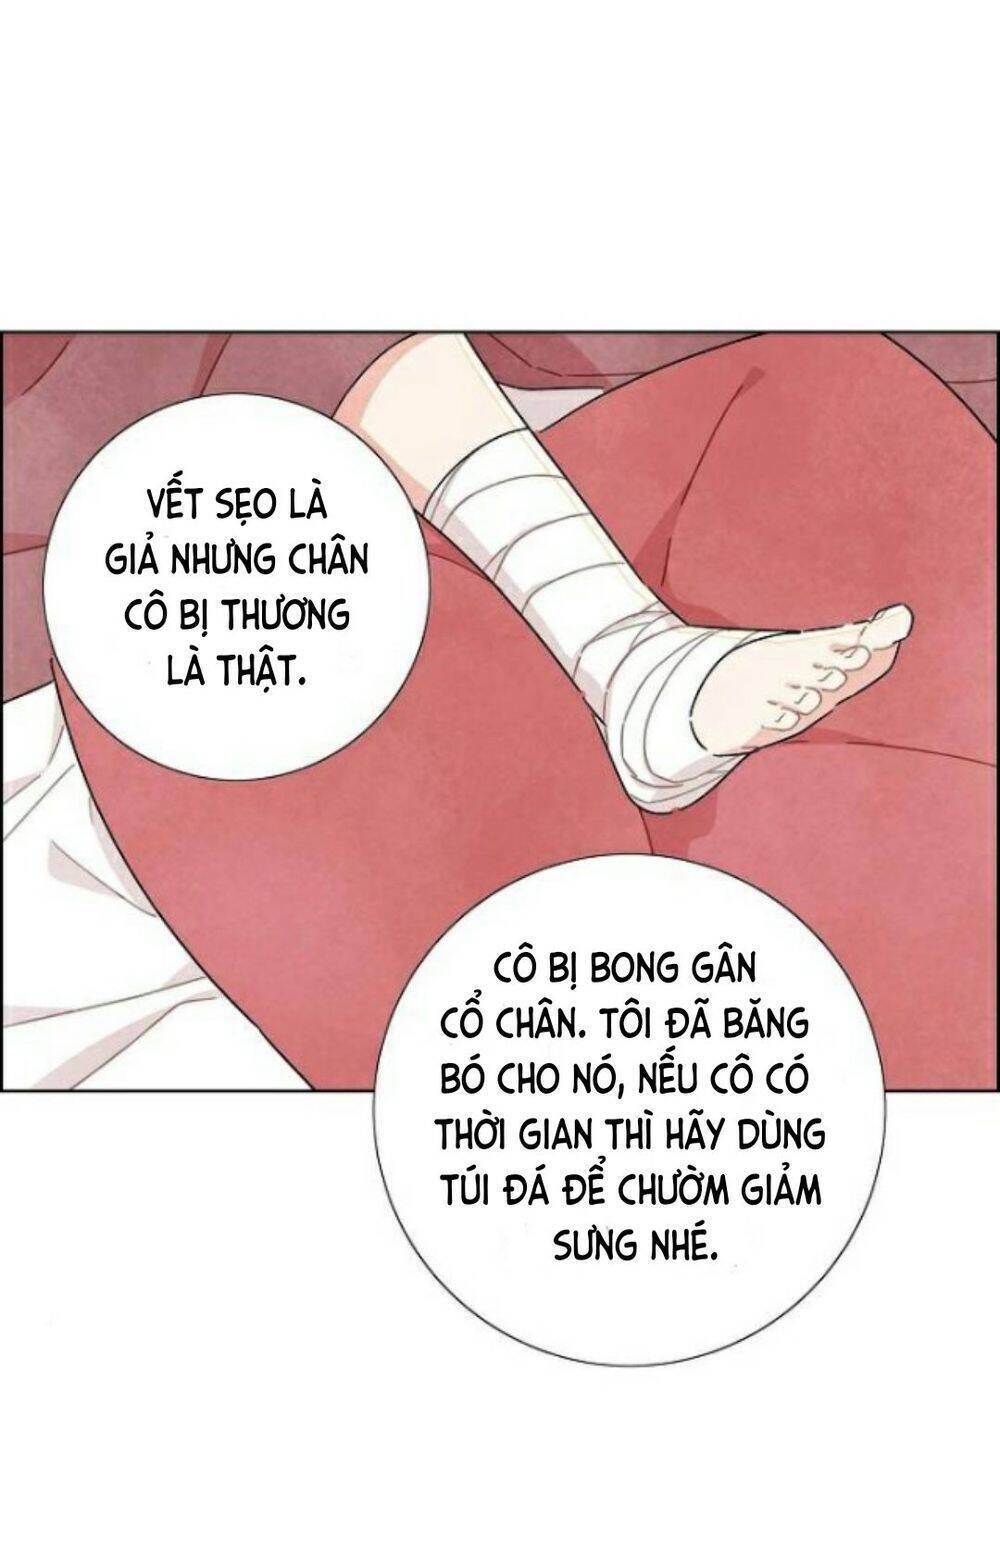 VẾT SẸO LÀ
GIẢ NHƯNG CHÂN
CÔ BỊ THƯƠNG
LÀ THẬT.
CÔ BỊ BONG GÂN
CỔ CHÂN. TÔI ĐÃ BĂNG
BÓ CHO NÓ, NẾU CÔ CÓ
THỜI GIAN THÌ HÃY DÙNG
TÚI ĐÁ ĐỂ CHƯỜM GIẢM
SƯNG NHÉ.